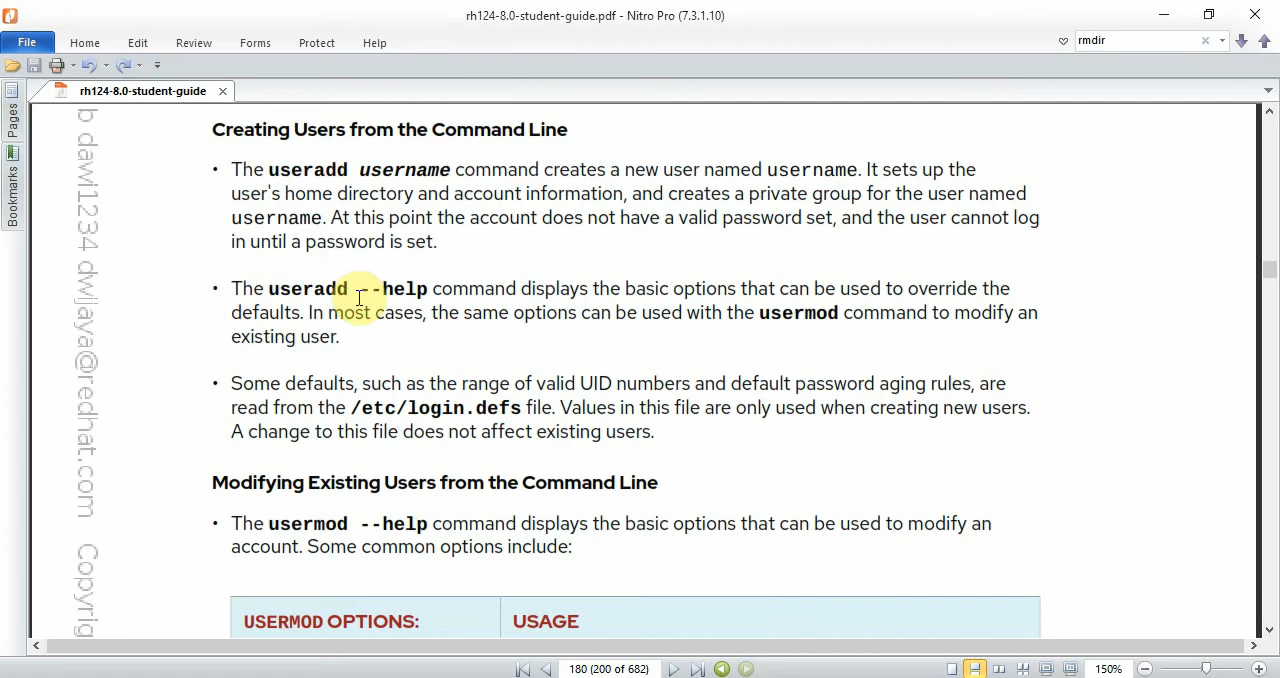 rh124-8.0-student-guide.pdf - Nitro Pro (7.3.1.10)
File Home Edit Review Forms Protect Help
rmdir
rh124-8.0-student-guide
Pages
Bookmarks
b dawi1234 dwijaya@redhat.com Copyrig
Creating Users from the Command Line
• The useradd username command creates a new user named username. It sets up the
user's home directory and account information, and creates a private group for the user named
username. At this point the account does not have a valid password set, and the user cannot log
in until a password is set.
• The useradd --help command displays the basic options that can be used to override the
defaults. In most cases, the same options can be used with the usermod command to modify an
existing user.
• Some defaults, such as the range of valid UID numbers and default password aging rules, are
read from the /etc/login.defs file. Values in this file are only used when creating new users.
A change to this file does not affect existing users.
Modifying Existing Users from the Command Line
• The usermod --help command displays the basic options that can be used to modify an
account. Some common options include:
USERMOD OPTIONS: USAGE
180 (200 of 682)
150%